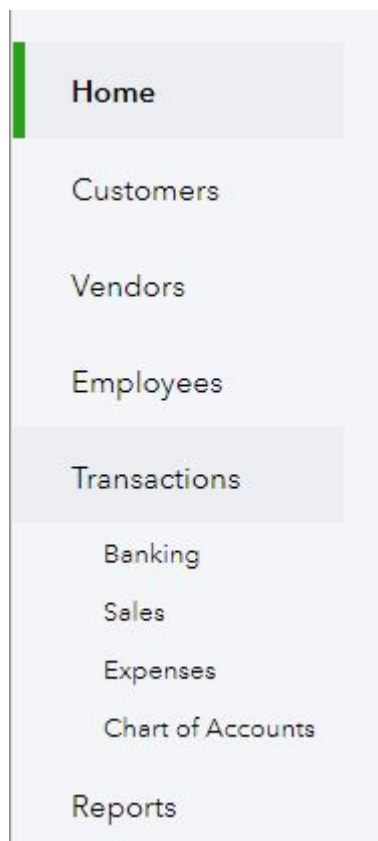 Home
Customers
Vendors
Employees
Transactions
Banking
Sales
Expenses
Chart of Accounts
Reports